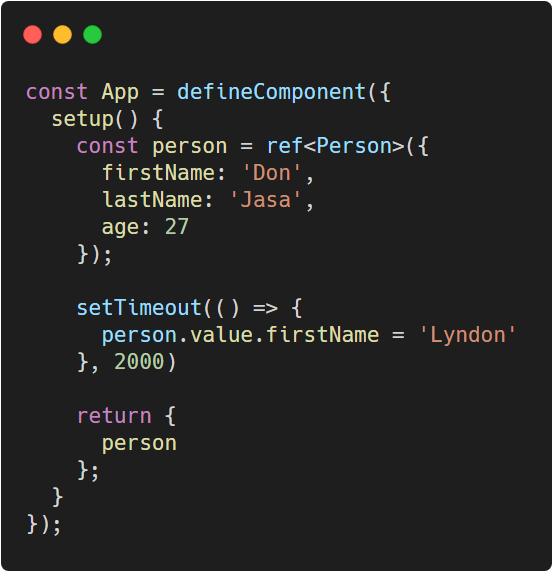 const App = defineComponent({
  setup() {
    const person = ref<Person>({
      firstName: 'Don',
      lastName: 'Jasa',
      age: 27
    });

    setTimeout(() => {
      person.value.firstName = 'Lyndon'
    }, 2000)

    return {
      person
    };
  }
});